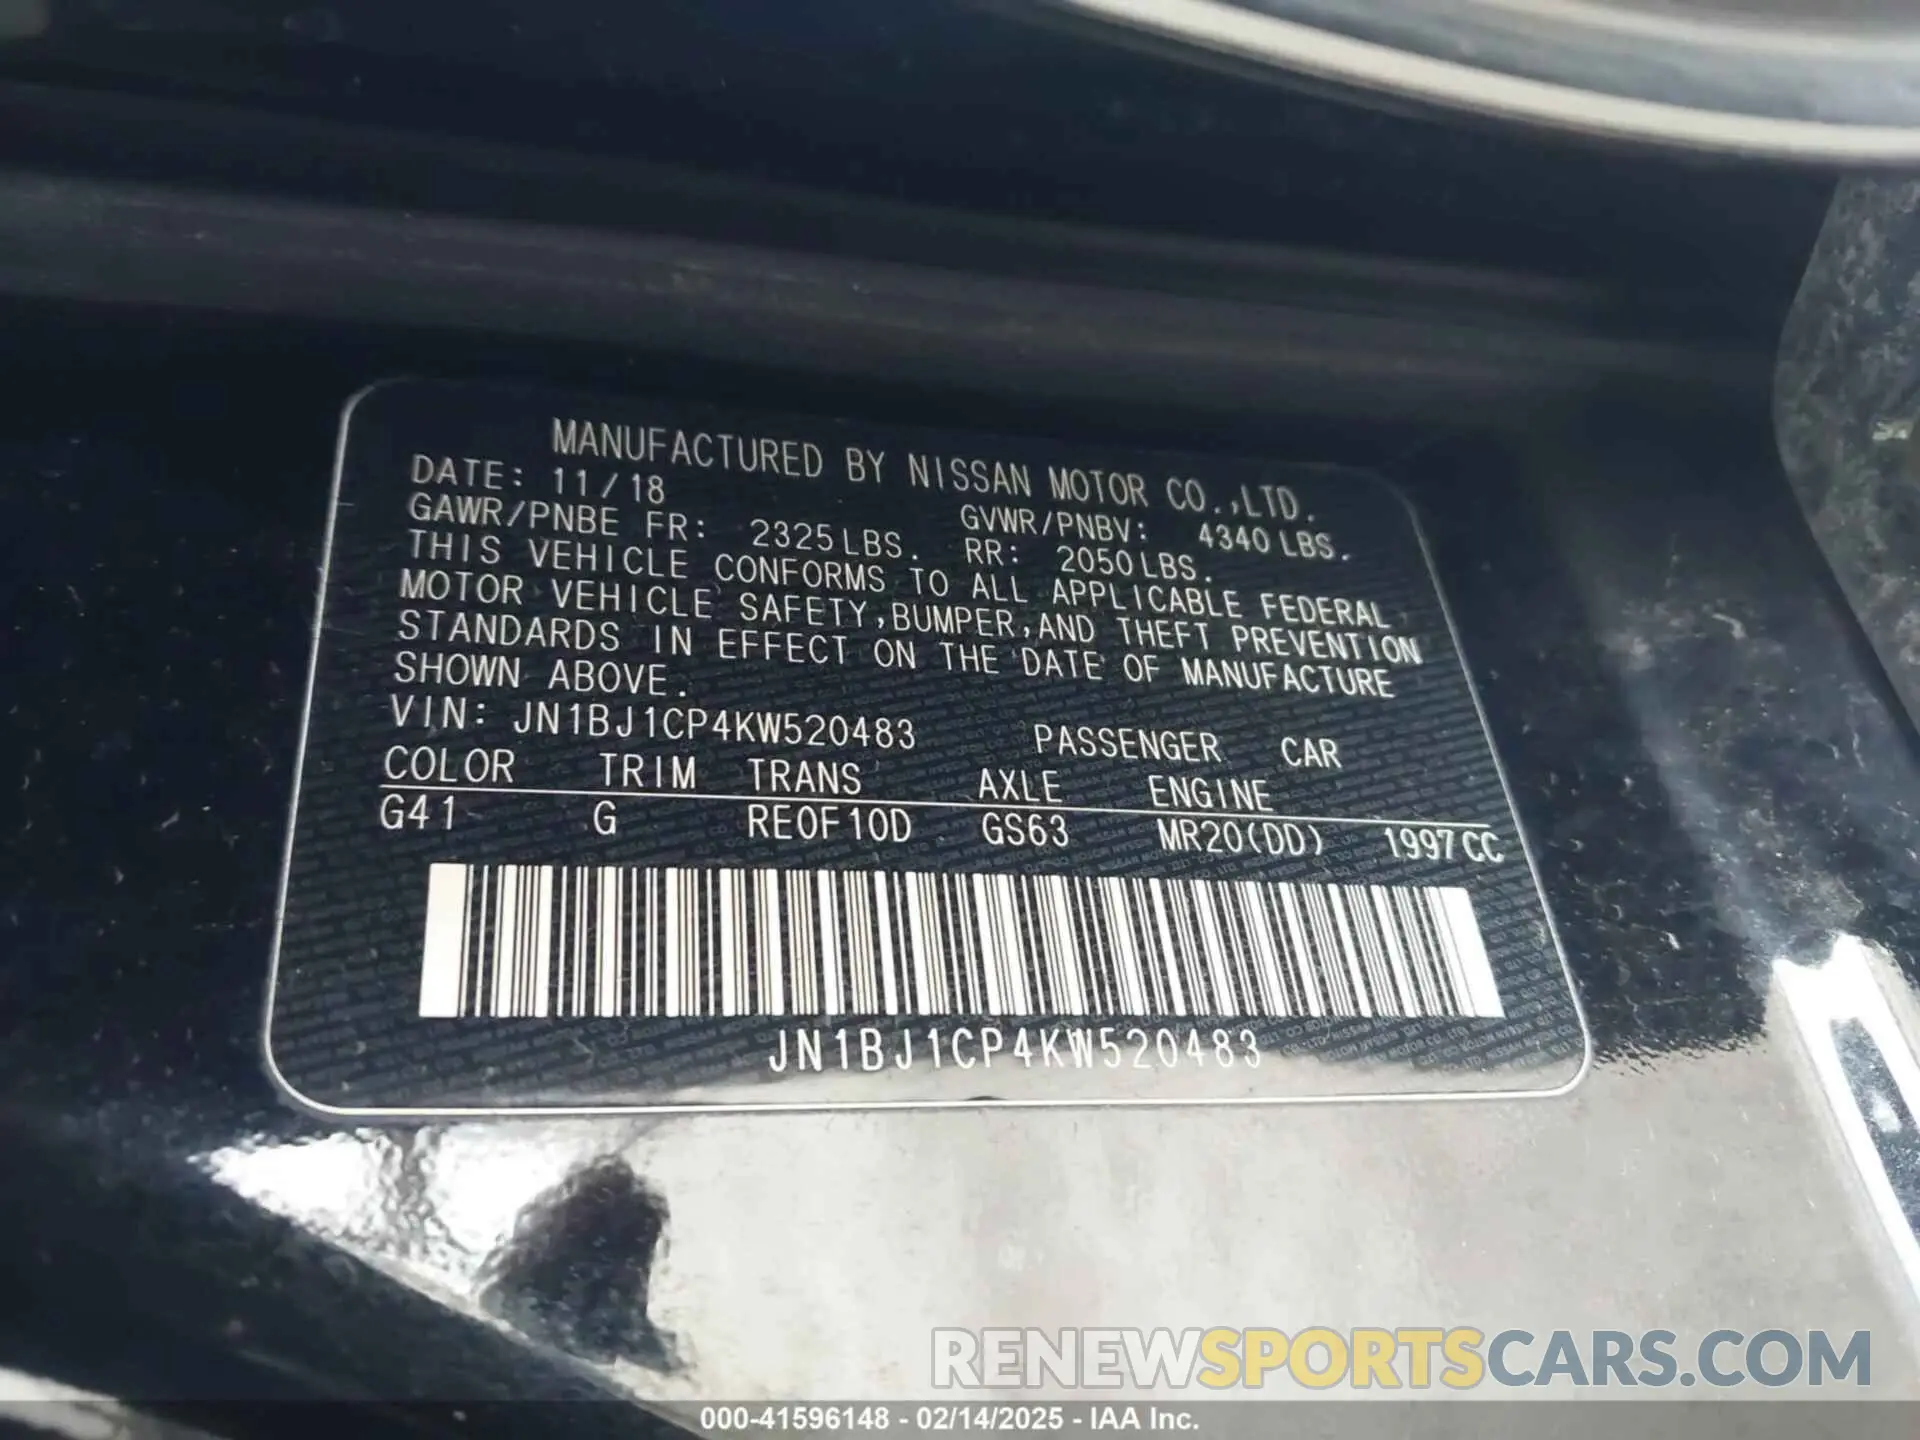 MANUFACTURED BY NISSAN MOTOR CO.,LTD.
DATE: 11/18 GVWR/PNBV: 4340 LBS.
GAWR/PNBE FR: 2325 LBS. RR: 2050 LBS.
THIS VEHICLE CONFORMS TO ALL APPLICABLE FEDERAL
MOTOR VEHICLE SAFETY,BUMPER,AND THEFT PREVENTION
STANDARDS IN EFFECT ON THE DATE OF MANUFACTURE
SHOWN ABOVE.
VIN: JN1BJ1CP4KW520483 PASSENGER CAR
COLOR TRIM TRANS AXLE ENGINE
G41 G RE0F10D GS63 MR20(DD) 1997CC
JN1BJ1CP4KW520483
RENEWSPORTSCARS.COM
000-41596148 - 02/14/2025 - IAA Inc.